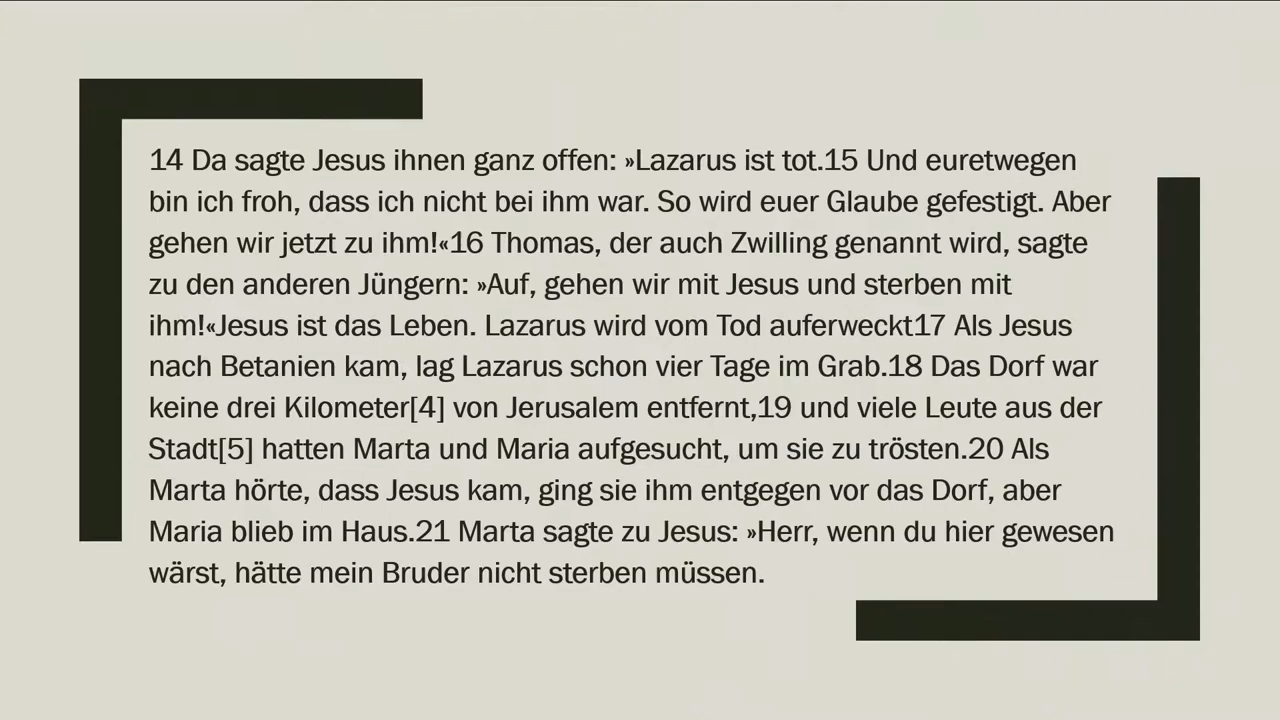 14 Da sagte Jesus ihnen ganz offen: »Lazarus ist tot.15 Und euretwegen
bin ich froh, dass ich nicht bei ihm war. So wird euer Glaube gefestigt. Aber
gehen wir jetzt zu ihm!«16 Thomas, der auch Zwilling genannt wird, sagte
zu den anderen Jüngern: »Auf, gehen wir mit Jesus und sterben mit
ihm!«Jesus ist das Leben. Lazarus wird vom Tod auferweckt17 Als Jesus
nach Betanien kam, lag Lazarus schon vier Tage im Grab.18 Das Dorf war
keine drei Kilometer[4] von Jerusalem entfernt,19 und viele Leute aus der
Stadt[5] hatten Marta und Maria aufgesucht, um sie zu trösten.20 Als
Marta hörte, dass Jesus kam, ging sie ihm entgegen vor das Dorf, aber
Maria blieb im Haus.21 Marta sagte zu Jesus: »Herr, wenn du hier gewesen
wärst, hätte mein Bruder nicht sterben müssen.